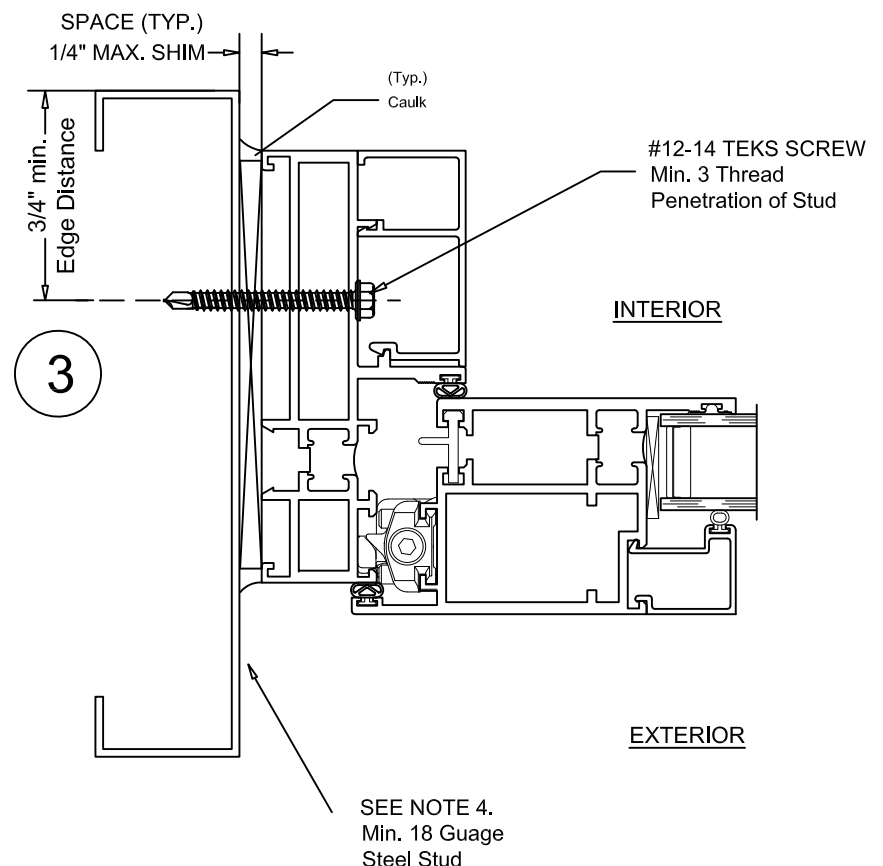 SPACE (TYP.)
1/4" MAX. SHIM
(Typ.)
Caulk
3/4" min.
Edge Distance
#12-14 TEKS SCREW
Min. 3 Thread
Penetration of Stud
INTERIOR
3
EXTERIOR
SEE NOTE 4.
Min. 18 Guage
Steel Stud